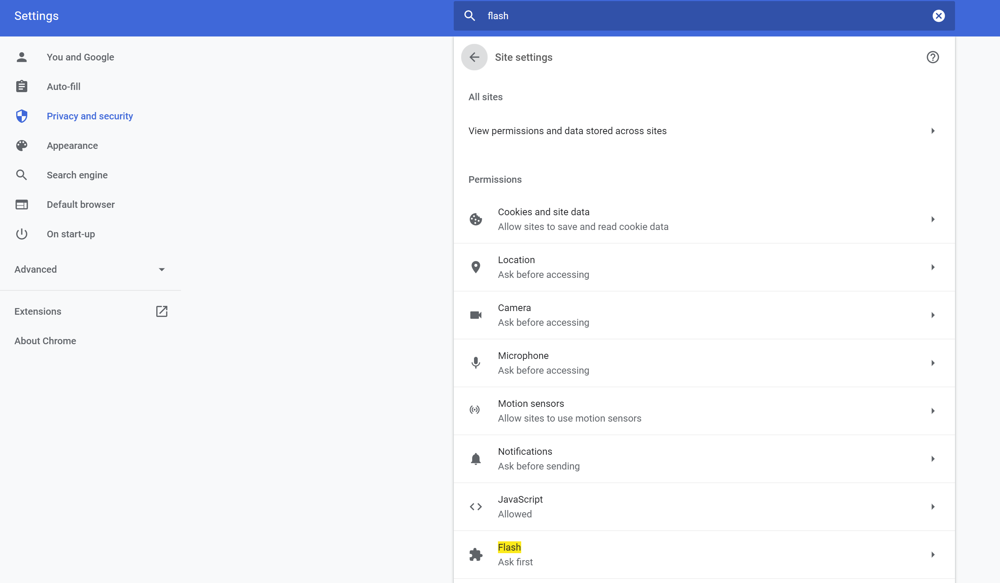 Settings
flash
You and Google
Auto-fill
Privacy and security
Appearance
Search engine
Default browser
On start-up
Advanced
Extensions
About Chrome
Site settings
All sites
View permissions and data stored across sites
Permissions
Cookies and site data
Allow sites to save and read cookie data
Location
Ask before accessing
Camera
Ask before accessing
Microphone
Ask before accessing
Motion sensors
Allow sites to use motion sensors
Notifications
Ask before sending
JavaScript
Allowed
Flash
Ask first